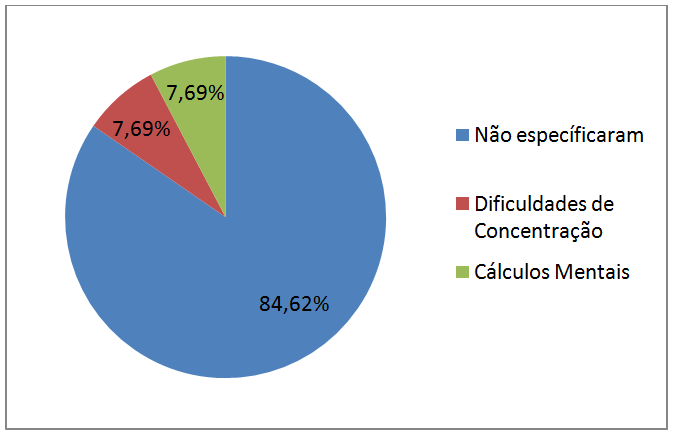 7,69%
7,69%
84,62%
Não específicaram
Dificuldades de
Concentração
Cálculos Mentais